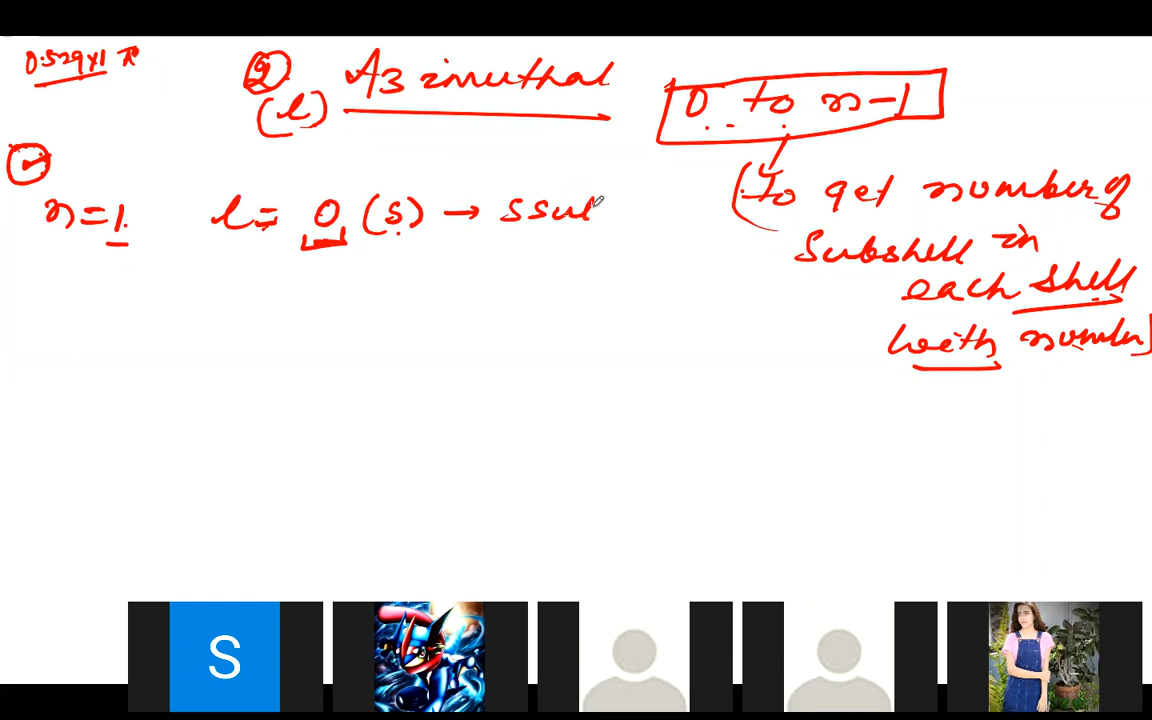 0.529×1
②
Azimuthal
(l)
0 to n-1
(To get number of
Subshell in
each shell
with number
n=1. l= 0 (s) → s sub
S